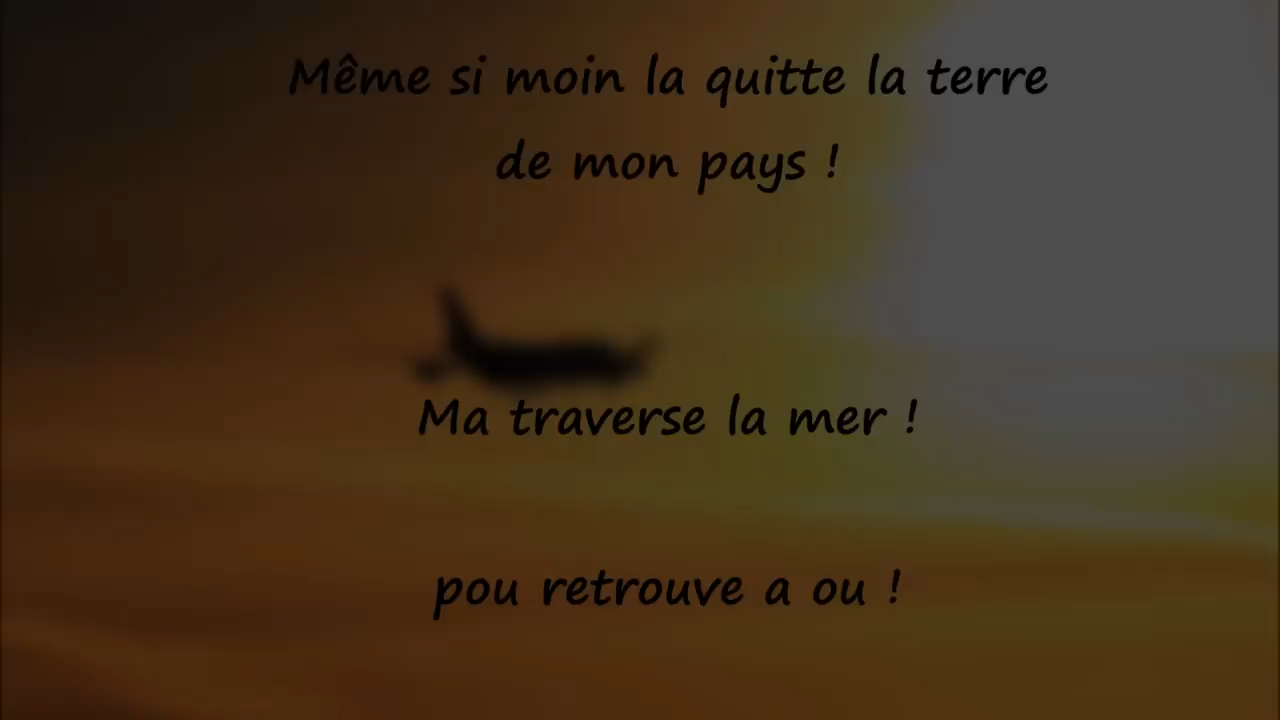 Même si moin la quitte la terre
de mon pays !
Ma traverse la mer !
pou retrouve a ou !